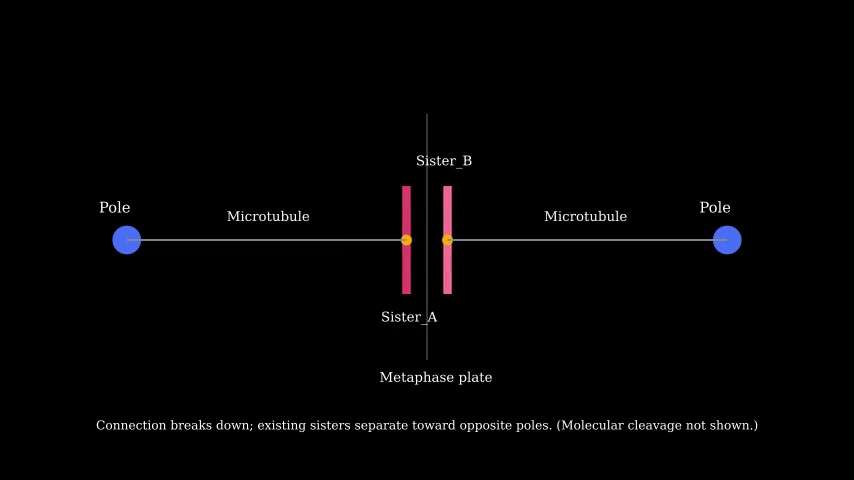 Sister_B
Pole
Pole
Microtubule
Microtubule
Sister_A
Metaphase plate
Connection breaks down; existing sisters separate toward opposite poles. (Molecular cleavage not shown.)